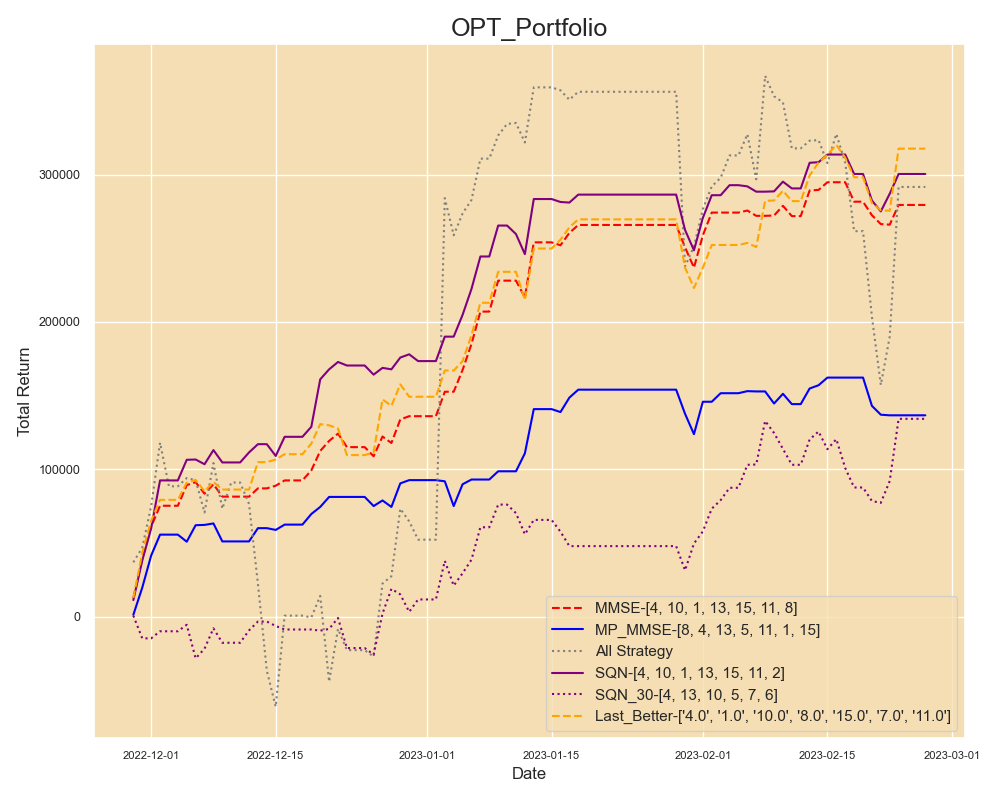 OPT_Portfolio
Total Return
300000
200000
100000
0
MMSE-[4, 10, 1, 13, 15, 11, 8]
MP_MMSE-[8, 4, 13, 5, 11, 1, 15]
All Strategy
SQN-[4, 10, 1, 13, 15, 11, 2]
SQN_30-[4, 13, 10, 5, 7, 6]
Last_Better-['4.0', '1.0', '10.0', '8.0', '15.0', '7.0', '11.0']
2022-12-01 2022-12-15 2023-01-01 2023-01-15 2023-02-01 2023-02-15 2023-03-01
Date